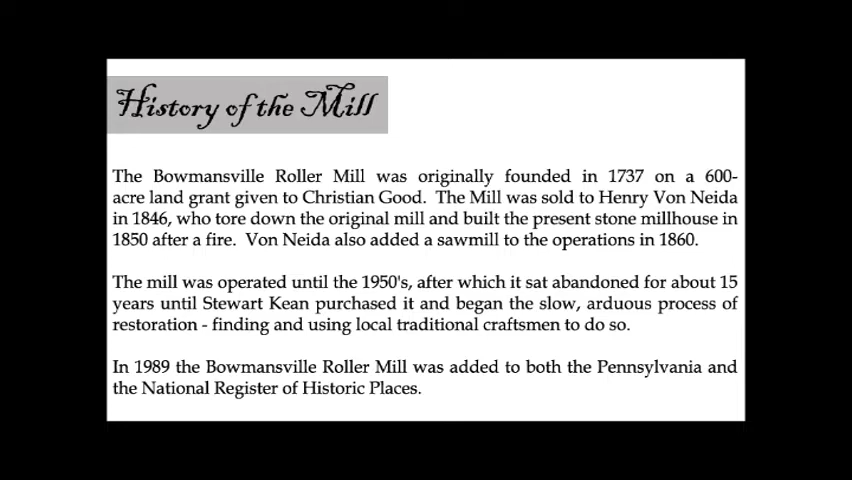 History of the Mill
The Bowmansville Roller Mill was originally founded in 1737 on a 600-
acre land grant given to Christian Good.  The Mill was sold to Henry Von Neida
in 1846, who tore down the original mill and built the present stone millhouse in
1850 after a fire.  Von Neida also added a sawmill to the operations in 1860.
The mill was operated until the 1950's, after which it sat abandoned for about 15
years until Stewart Kean purchased it and began the slow, arduous process of
restoration - finding and using local traditional craftsmen to do so.
In 1989 the Bowmansville Roller Mill was added to both the Pennsylvania and
the National Register of Historic Places.